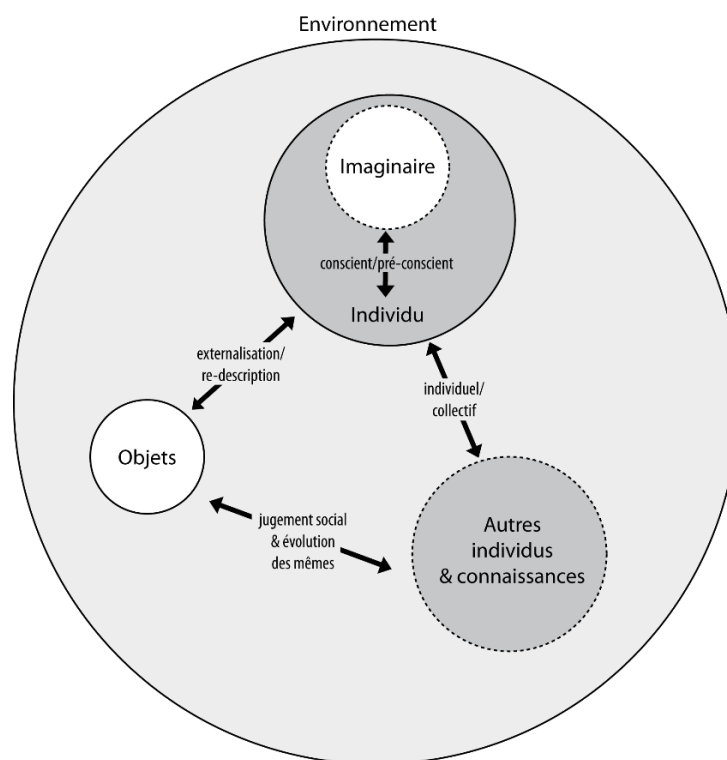 Environnement
Imaginaire
conscient/pré-conscient
Individu
externalisation/
re-description
individuel/
collectif
Objets
jugement social
& évolution
des mêmes
Autres
individus
& connaissances